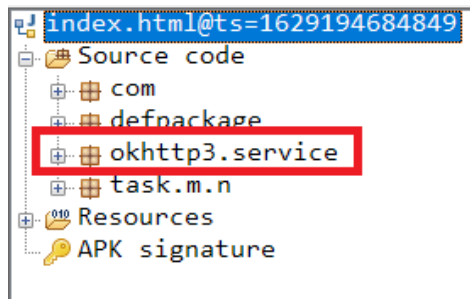 index.html@ts=1629194684849
Source code
com
defpackage
okhttp3.service
task.m.n
Resources
APK signature